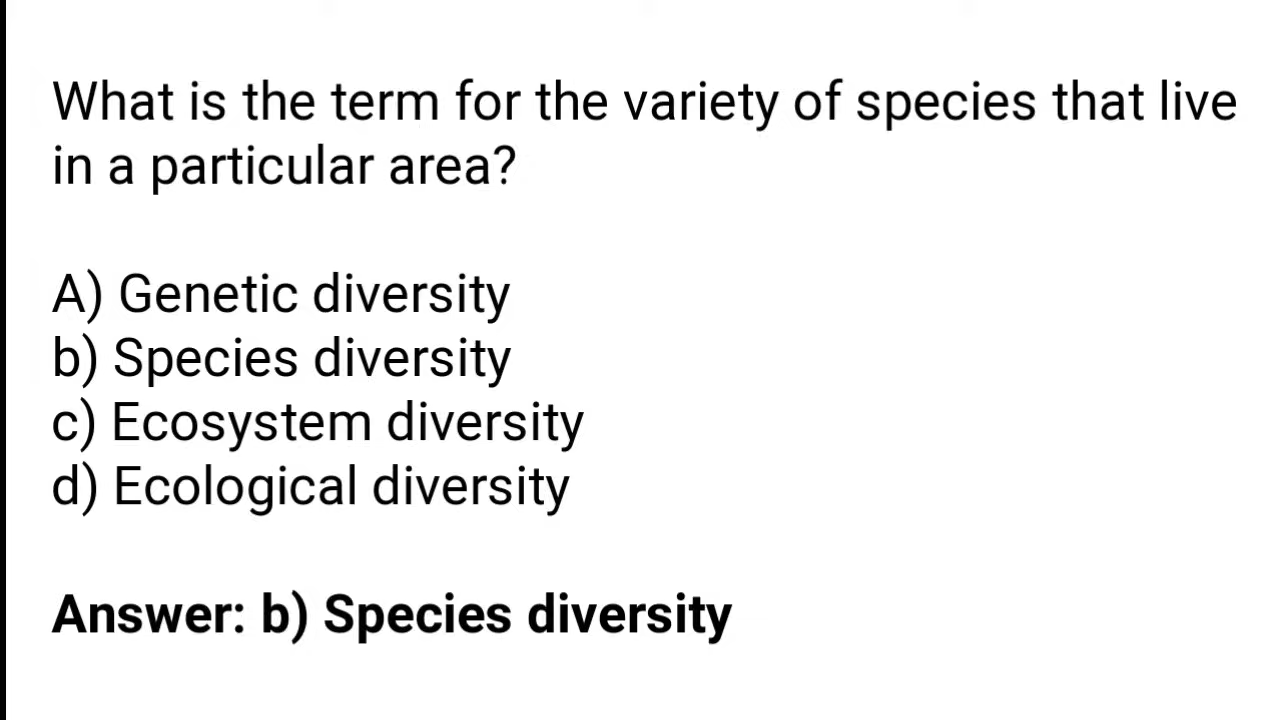 What is the term for the variety of species that live
in a particular area?
A) Genetic diversity
b) Species diversity
c) Ecosystem diversity
d) Ecological diversity
Answer: b) Species diversity